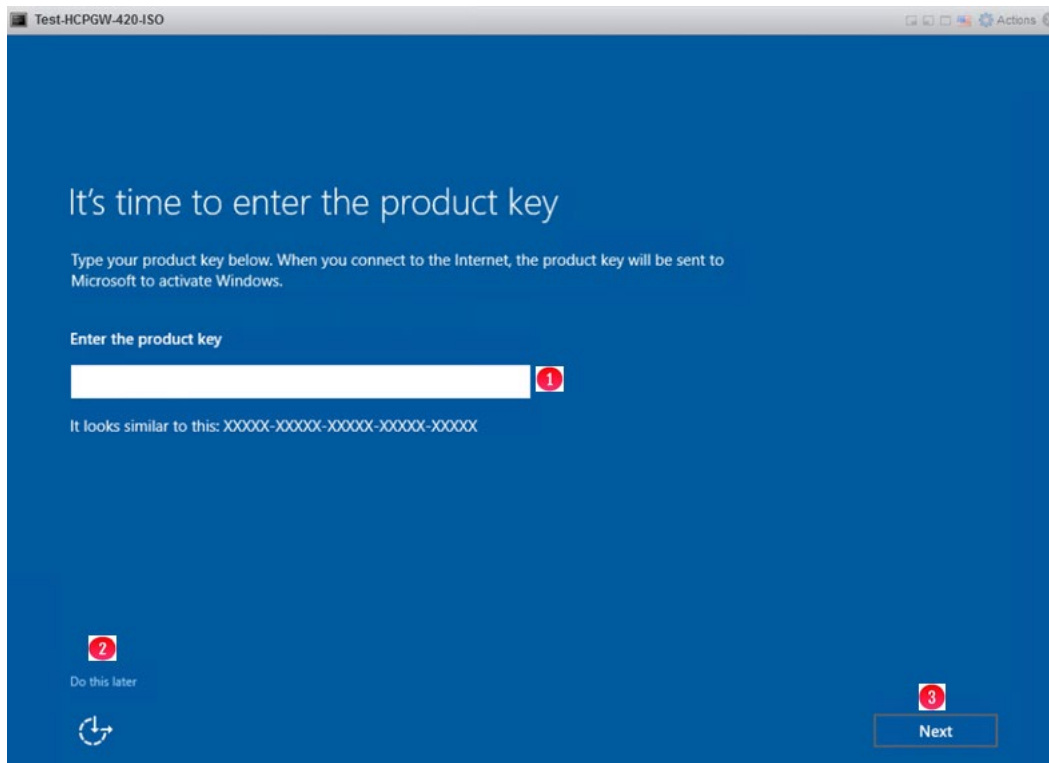 Test-HCPGW-420-ISO
Actions
It's time to enter the product key
Type your product key below. When you connect to the Internet, the product key will be sent to
Microsoft to activate Windows.
Enter the product key
1
It looks similar to this: XXXXX-XXXXX-XXXXX-XXXXX-XXXXX
2
Do this later
3
Next